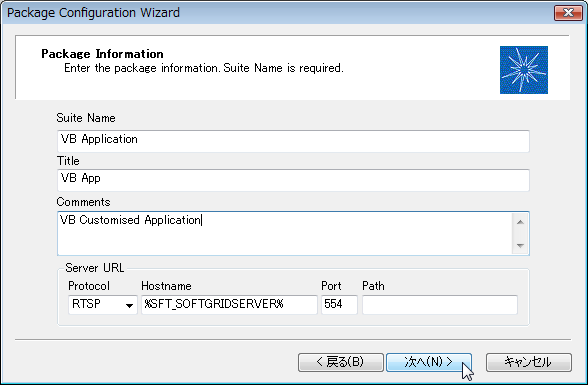 Package Configuration Wizard
Package Information
Enter the package information. Suite Name is required.
Suite Name
VB Application
Title
VB App
Comments
VB Customised Application
Server URL
Protocol Hostname Port Path
RTSP %SFT_SOFTGRIDSERVER% 554
< 戻る(B) 次へ(N) > キャンセル